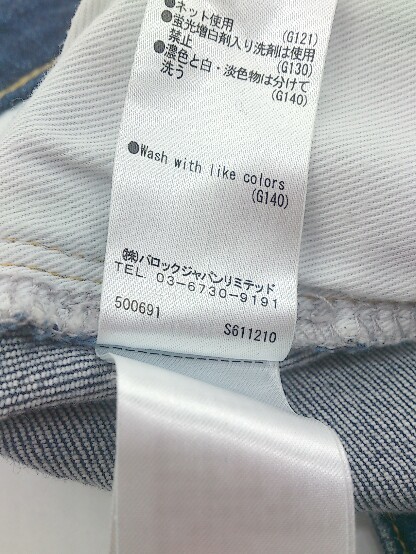 ●ネット使用
(G121)
●蛍光増白剤入り洗剤は使用
禁止
(G130)
●濃色と白・淡色物は分けて
洗う
(G140)
●Wash with like colors
(G140)
㈱バロックジャパンリミテッド
TEL 03-6730-9191
500691
S611210